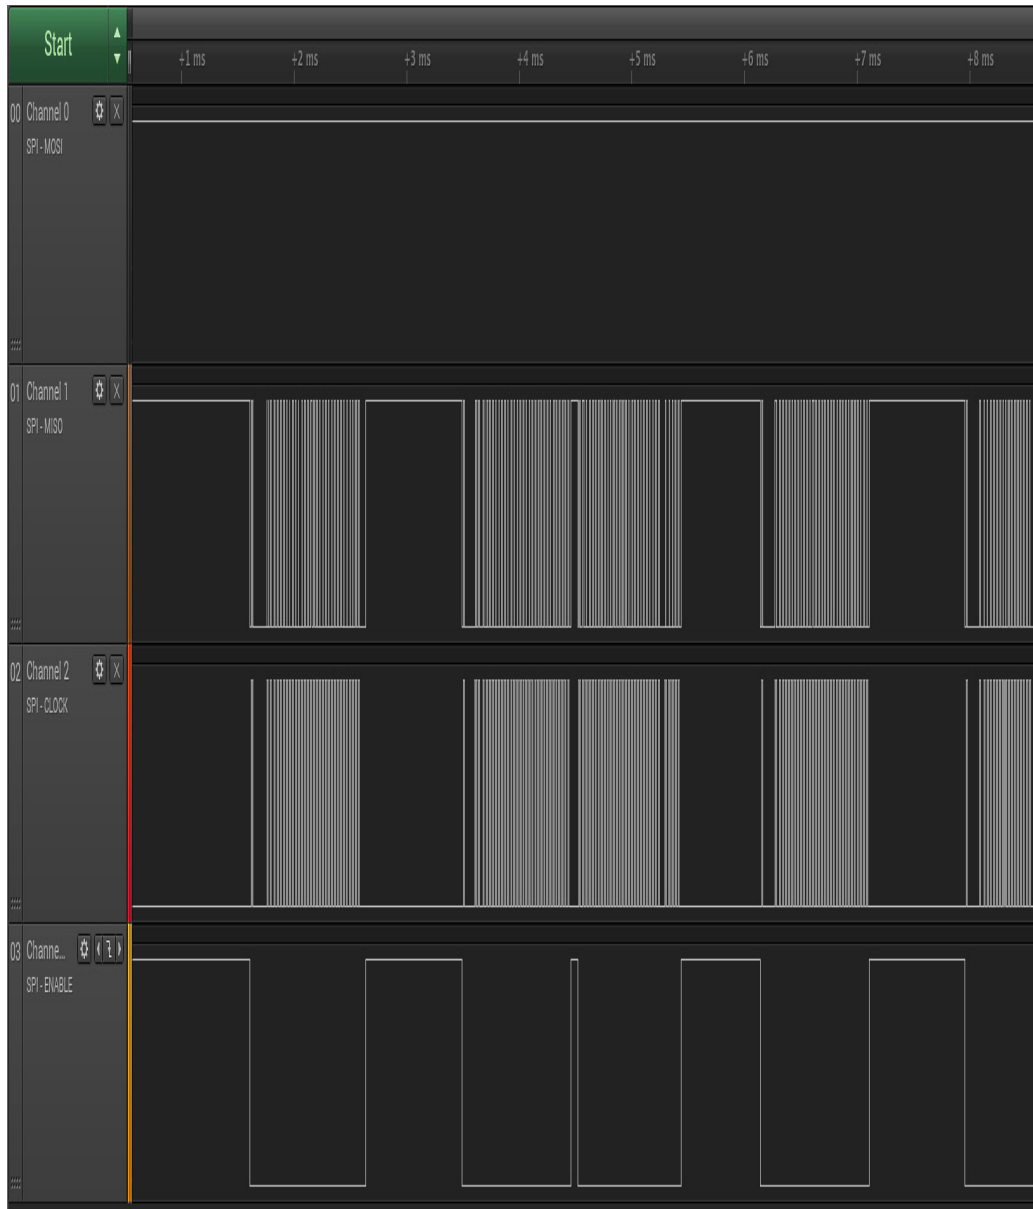 Start
+1 ms +2 ms +3 ms +4 ms +5 ms +6 ms +7 ms +8 ms
00 Channel 0
SPI - MOSI
01 Channel 1
SPI - MISO
02 Channel 2
SPI - CLOCK
03 Channe...
SPI - ENABLE